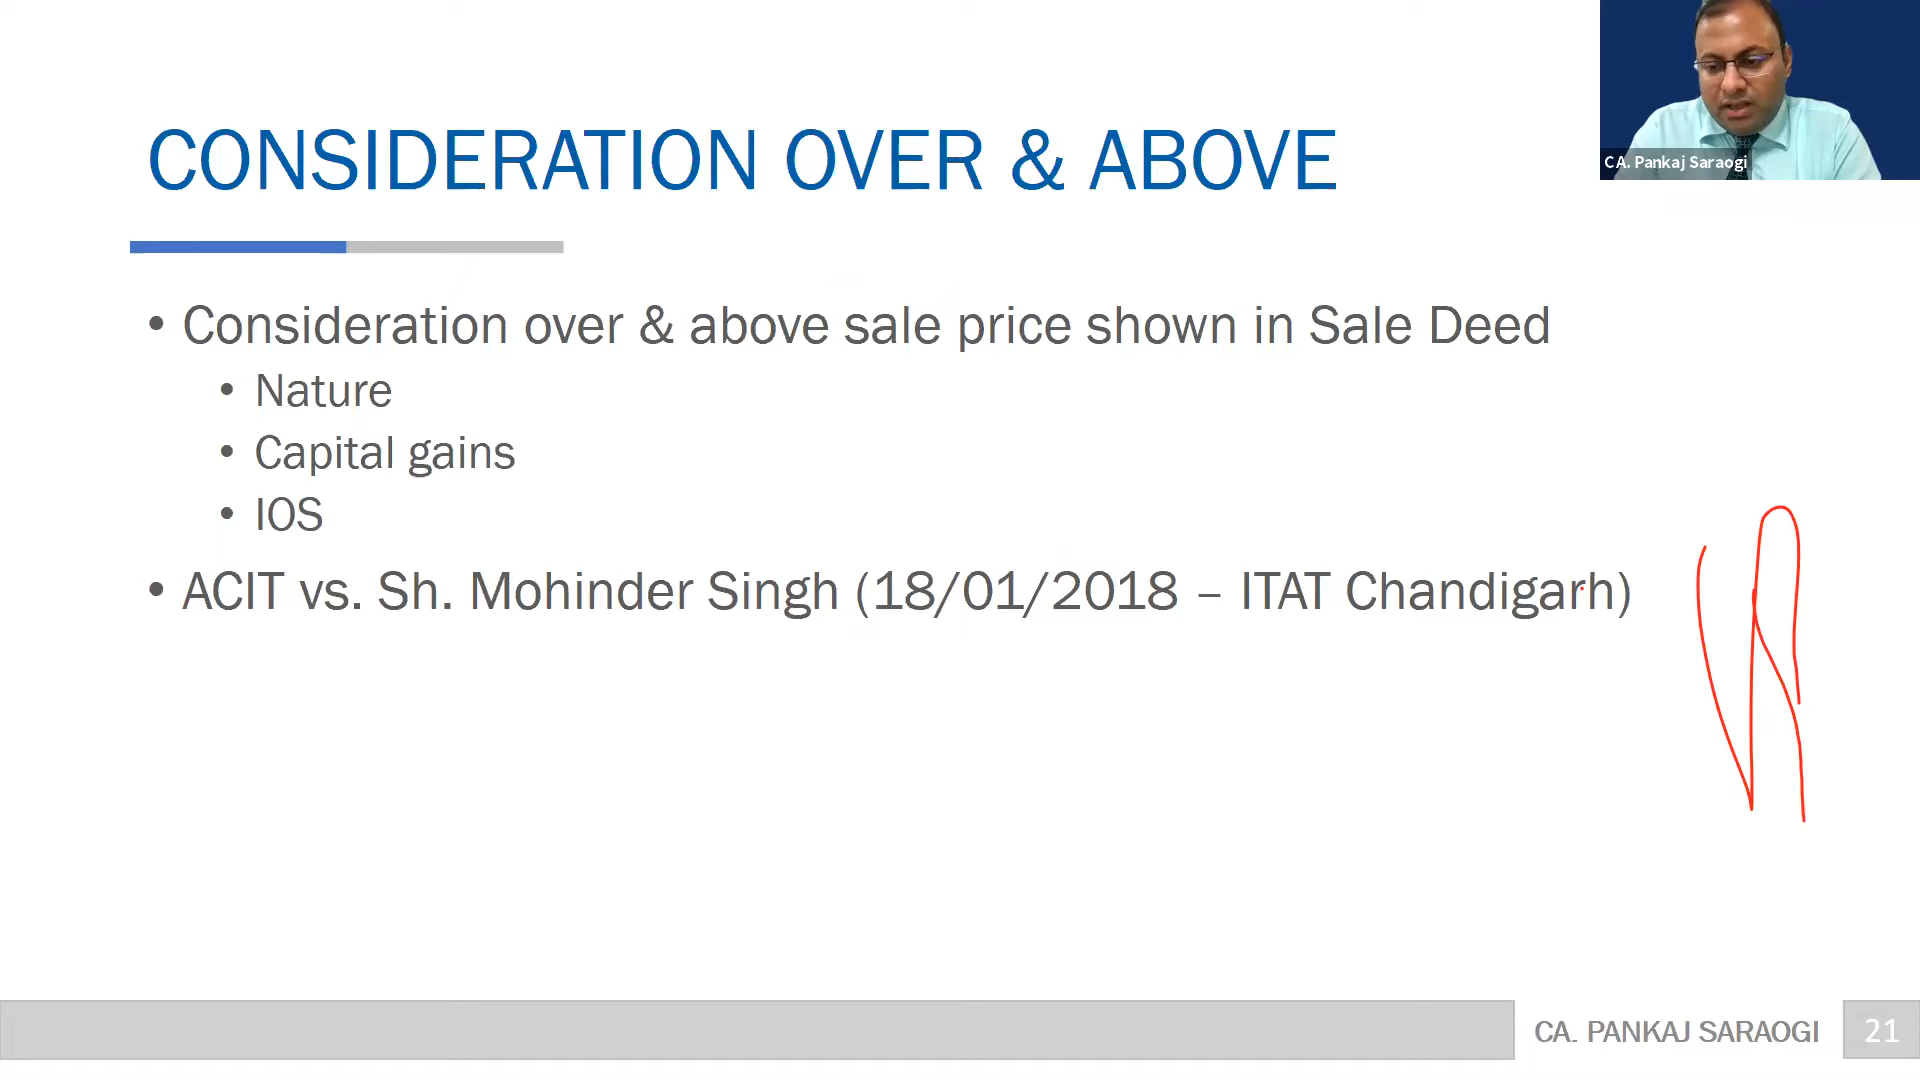 CONSIDERATION OVER & ABOVE
CA. Pankaj Saraogi
• Consideration over & above sale price shown in Sale Deed
• Nature
• Capital gains
• IOS
• ACIT vs. Sh. Mohinder Singh (18/01/2018 – ITAT Chandigarh)
CA. PANKAJ SARAOGI
21